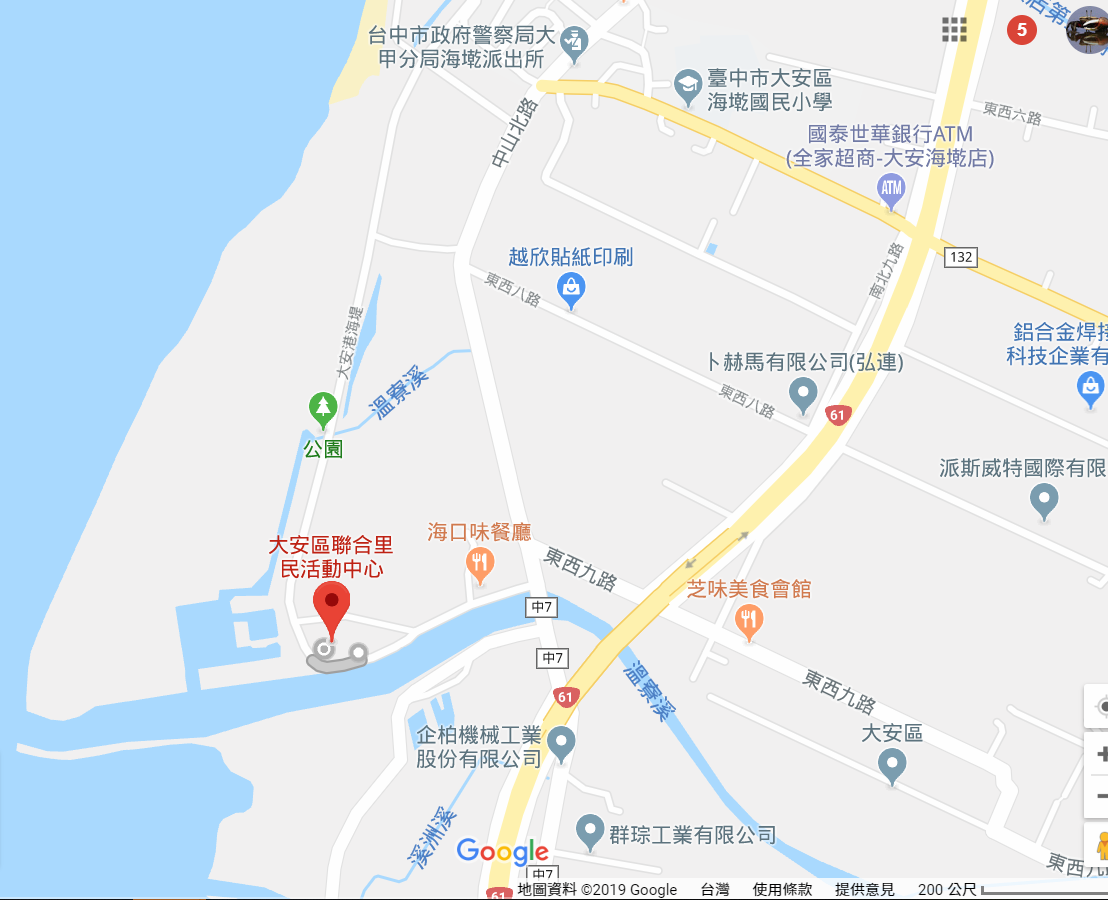 台中市政府警察局大
甲分局海墘派出所
5
臺中市大安區
海墘國民小學
東西六路
國泰世華銀行ATM
(全家超商-大安海墘店)
ATM
中山北路
132
南北九路
越欣貼紙印刷
東西八路
大安港海堤
鋁合金焊接
科技企業有
卜赫馬有限公司(弘連)
東西八路
61
溫寮溪
公園
派斯威特國際有限
海口味餐廳
大安區聯合里
民活動中心
東西九路
芝味美食會館
中7
中7
61
溫寮溪
東西九路
企柏機械工業
股份有限公司
大安區
溪洲溪
群琮工業有限公司
Google
中7
61
東西九路
地圖資料 ©2019 Google 台灣 使用條款 提供意見 200 公尺